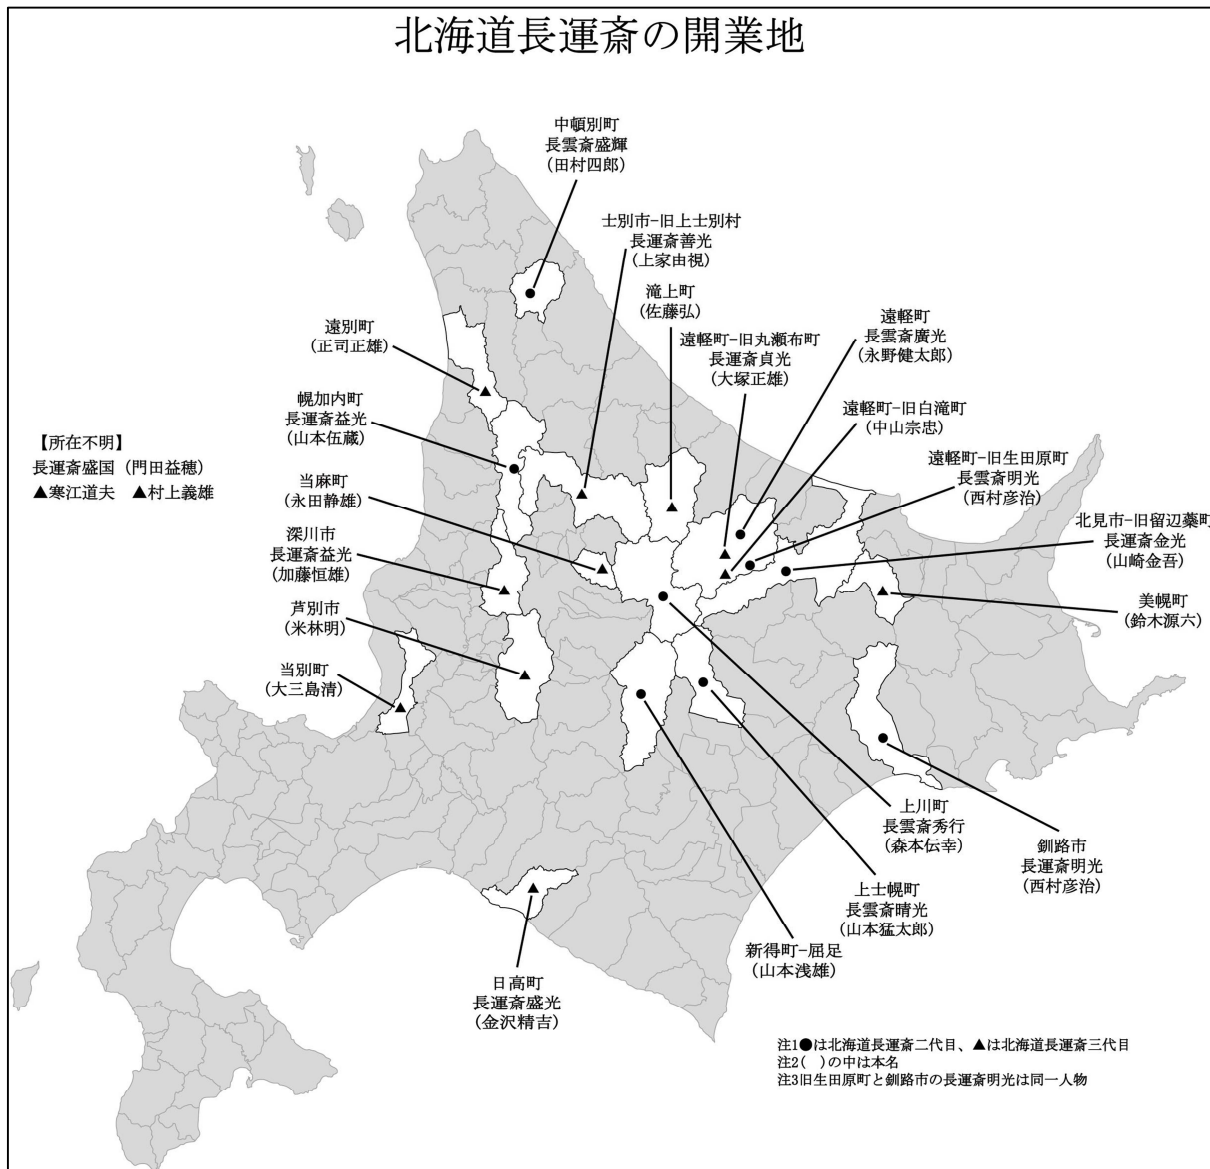 北海道長運斎の開業地
中頓別町
長雲斎盛輝
(田村四郎)
士別市-旧上士別村
長運斎善光
(上家由視)
滝上町
(佐藤弘)
遠軽町
長雲斎廣光
(永野健太郎)
遠別町
(正司正雄)
遠軽町-旧丸瀬布町
長運斎貞光
(大塚正雄)
幌加内町
長運斎益光
(山本伍蔵)
遠軽町-旧白滝町
(中山宗忠)
【所在不明】
長運斎盛国（門田益穂）
▲寒江道夫 ▲村上義雄
遠軽町-旧生田原町
長雲斎明光
(西村彦治)
当麻町
(永田静雄)
北見市-旧留辺蘂町
長運斎金光
(山崎金吾)
深川市
長運斎益光
(加藤恒雄)
美幌町
(鈴木源六)
芦別市
(米林明)
当別町
(大三島清)
上川町
長雲斎秀行
(森本伝幸)
釧路市
長運斎明光
(西村彦治)
上士幌町
長雲斎晴光
(山本猛太郎)
新得町-屈足
(山本浅雄)
日高町
長運斎盛光
(金沢精吉)
注1●は北海道長運斎二代目、▲は北海道長運斎三代目
注2( )の中は本名
注3旧生田原町と釧路市の長運斎明光は同一人物